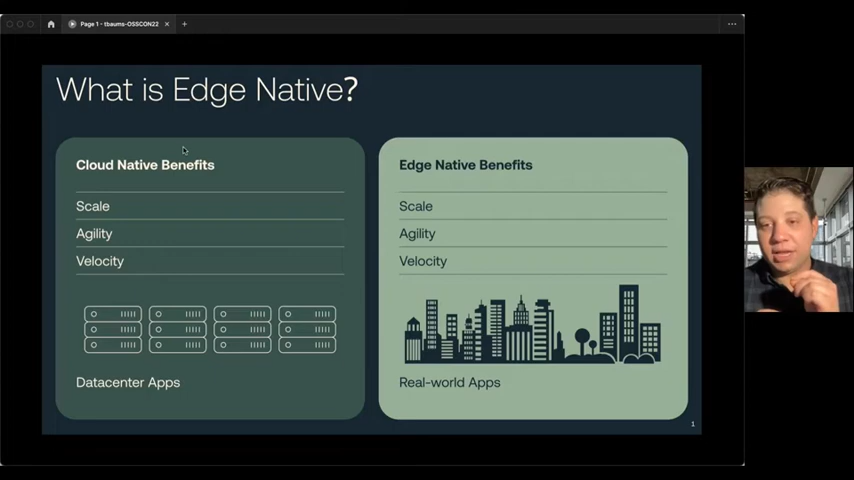 Page 1 - tbaums-OSSCON22
What is Edge Native?
Cloud Native Benefits
Scale
Agility
Velocity
Datacenter Apps
Edge Native Benefits
Scale
Agility
Velocity
Real-world Apps
1